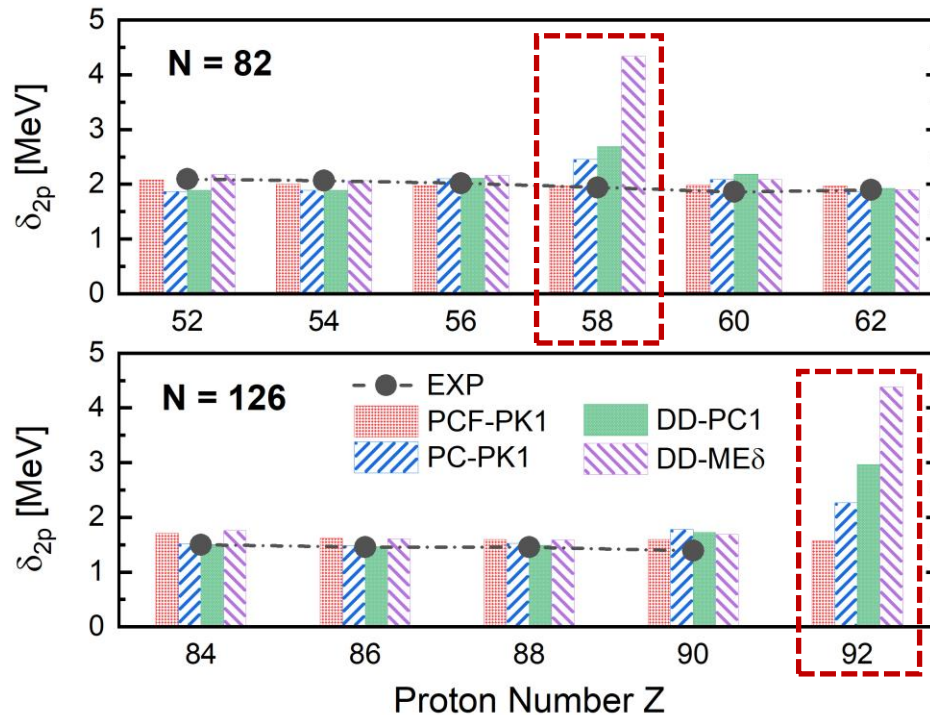 5
4
3
2
1
0
δ2p [MeV]
N = 82
52 54 56 58 60 62
5
4
3
2
1
0
δ2p [MeV]
N = 126
EXP
PCF-PK1 DD-PC1
PC-PK1 DD-MEδ
84 86 88 90 92
Proton Number Z